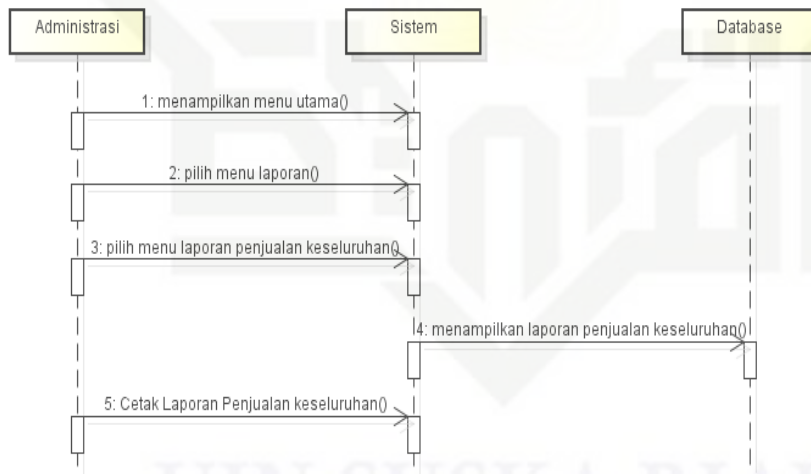 Administrasi
Sistem
Database
1: menampilkan menu utama()
2: pilih menu laporan()
3: pilih menu laporan penjualan keseluruhan()
4: menampilkan laporan penjualan keseluruhan()
5: Cetak Laporan Penjualan keseluruhan()